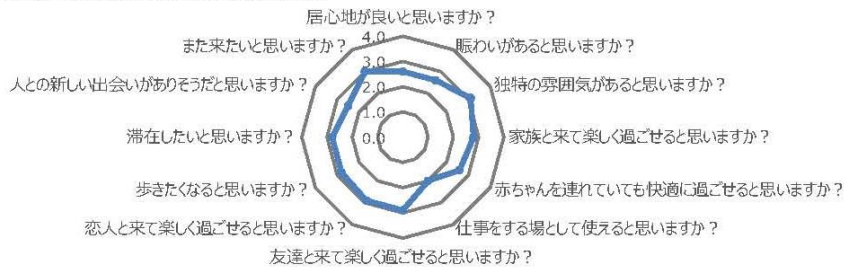 居心地が良いと思いますか？
また来たいと思いますか？
4.0
賑わいがあると思いますか？
3.0
人との新しい出会いがありそうだと思いますか？
2.0
独特の雰囲気があると思いますか？
1.0
滞在したいと思いますか？
0.0
家族と来て楽しく過ごせると思いますか？
歩きたくなると思いますか？
赤ちゃんを連れていても快適に過ごせると思いますか？
恋人と来て楽しく過ごせると思いますか？
仕事をする場として使えると思いますか？
友達と来て楽しく過ごせると思いますか？